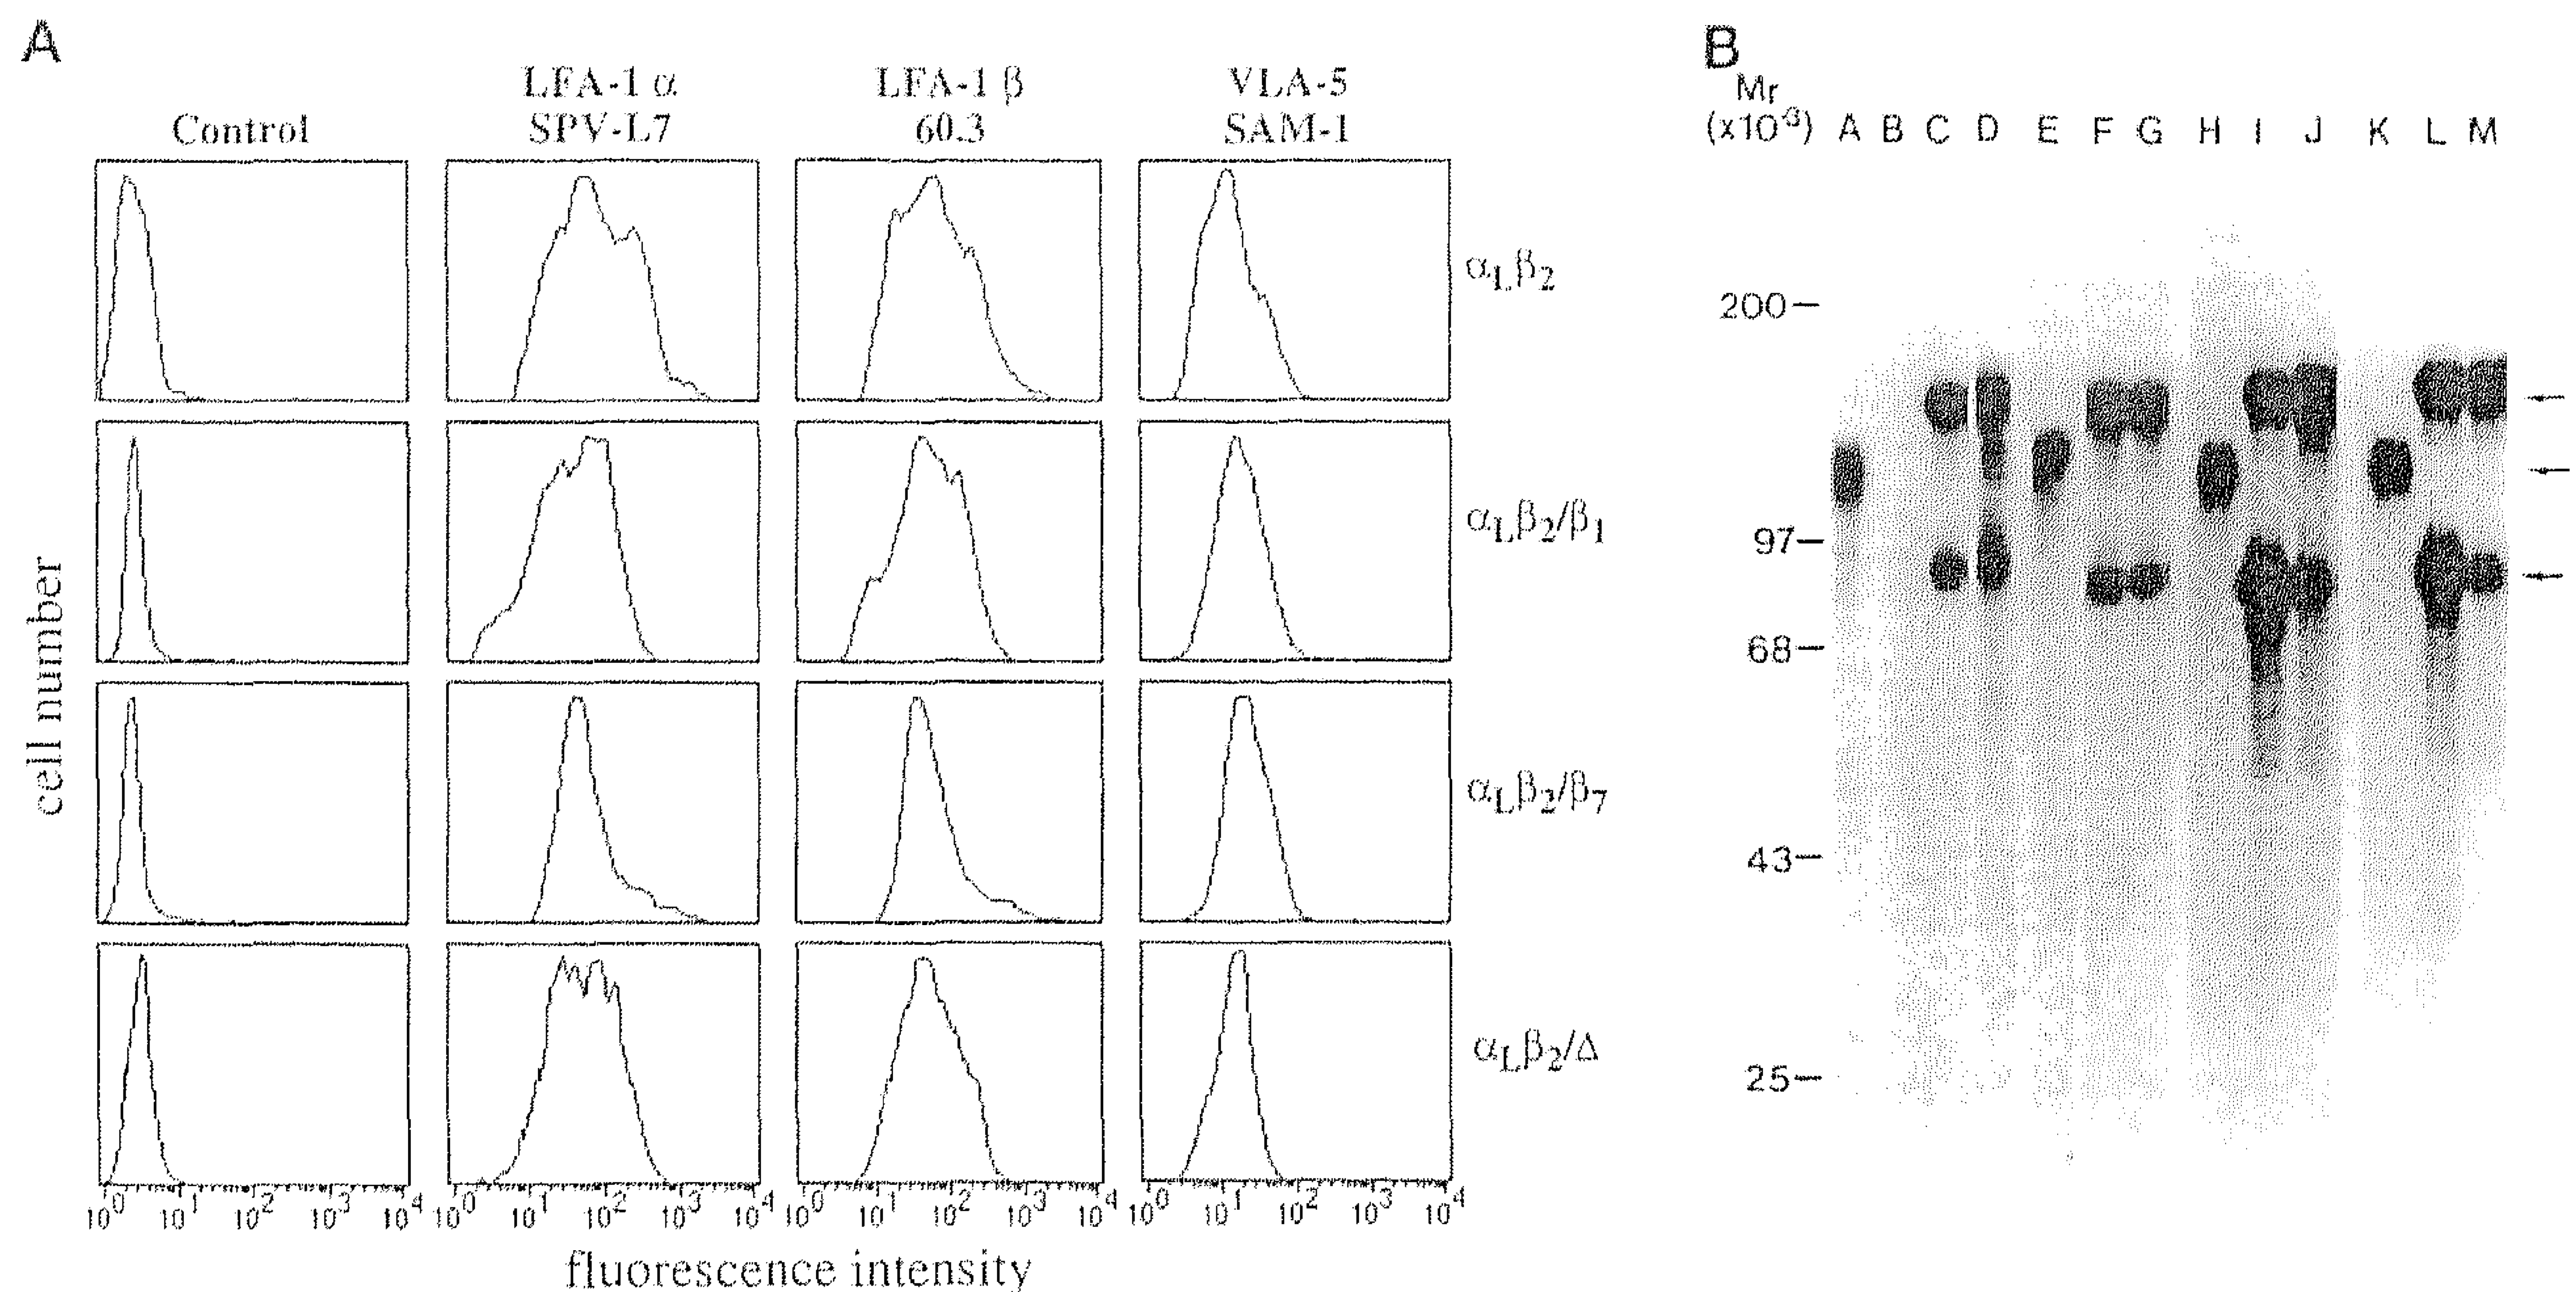 A
Control
LFA-1 α
SPV-L7
LFA-1 β
60.3
VLA-5
SAM-1
cell number
αLβ2
αLβ2/β1
αLβ2/β7
αLβ2/Δ
10^0 10^1 10^2 10^3 10^4 10^0 10^1 10^2 10^3 10^4 10^0 10^1 10^2 10^3 10^4 10^0 10^1 10^2 10^3 10^4
fluorescence intensity
B
Mr
(x10^-3) A B C D E F G H I J K L M
200
97
68
43
25